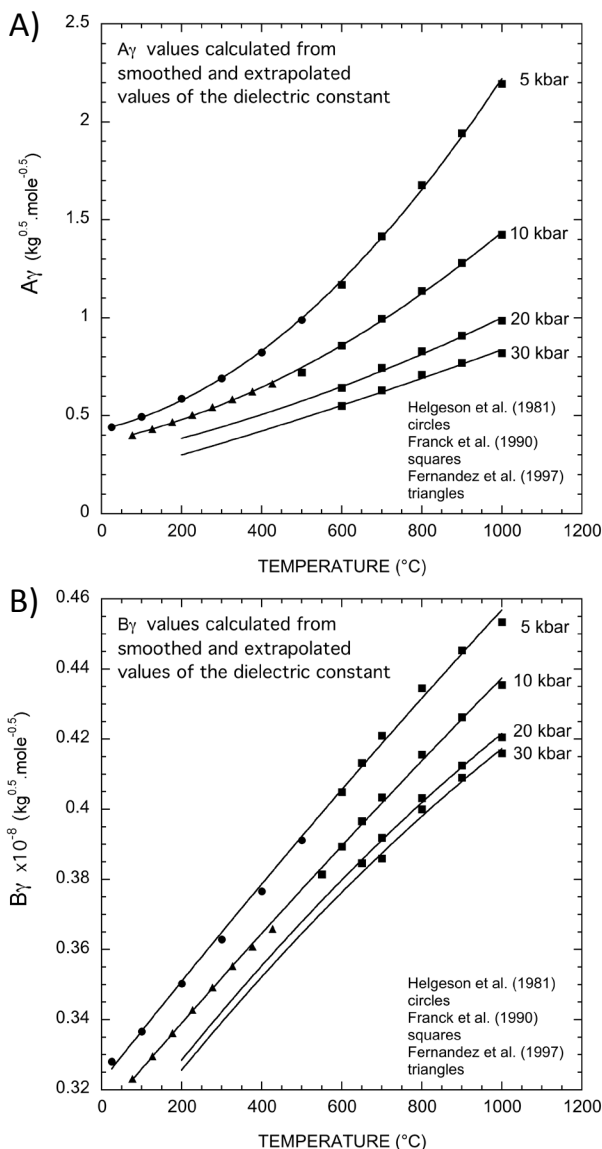 A)
Aγ values calculated from
smoothed and extrapolated
values of the dielectric constant
5 kbar
10 kbar
20 kbar
30 kbar
Helgeson et al. (1981)
circles
Franck et al. (1990)
squares
Fernandez et al. (1997)
triangles
2.5
2
1.5
1
0.5
0
Aγ (kg^0.5.mole^-0.5)
0 200 400 600 800 1000 1200
TEMPERATURE (°C)
B)
Bγ values calculated from
smoothed and extrapolated
values of the dielectric constant
5 kbar
10 kbar
20 kbar
30 kbar
Helgeson et al. (1981)
circles
Franck et al. (1990)
squares
Fernandez et al. (1997)
triangles
0.46
0.44
0.42
0.4
0.38
0.36
0.34
0.32
Bγ x10^-8 (kg^0.5.mole^-0.5)
0 200 400 600 800 1000 1200
TEMPERATURE (°C)